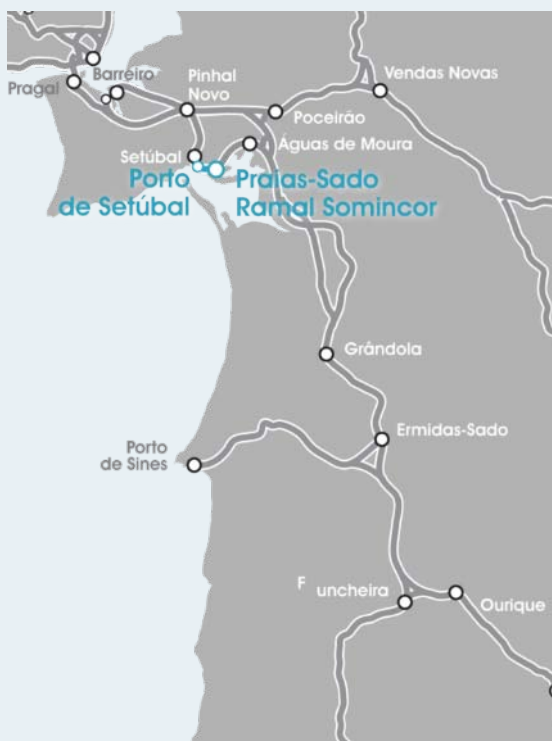 Barreiro
Pragal
Pinhal
Novo
Vendas Novas
Poceirão
Águas de Moura
Setúbal
Porto
de Setúbal
Praias-Sado
Ramal Somincor
Grândola
Ermidas-Sado
Porto
de Sines
F uncheira
Ourique